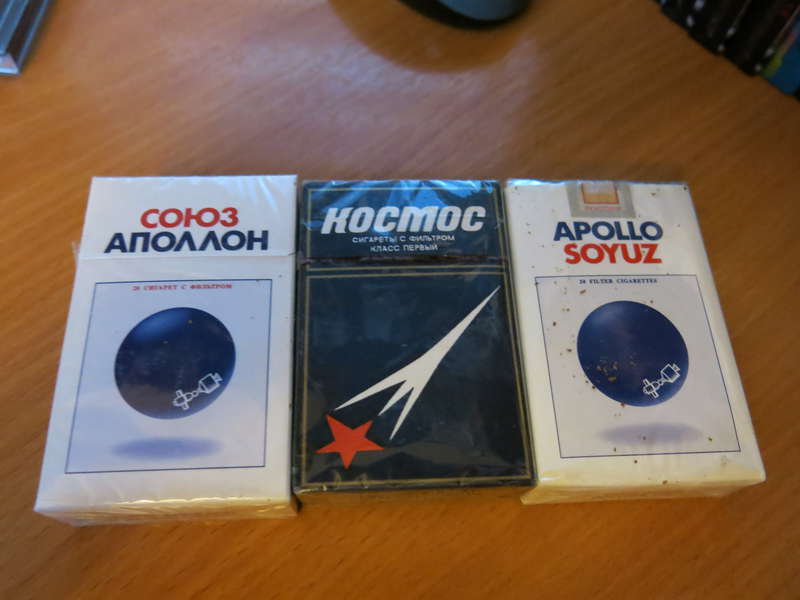 СОЮЗ
АПОЛЛОН
20 СИГАРЕТ С ФИЛЬТРОМ
КОСМОС
СИГАРЕТЫ С ФИЛЬТРОМ
КЛАСС ПЕРВЫЙ
APOLLO
SOYUZ
20 FILTER CIGARETTES